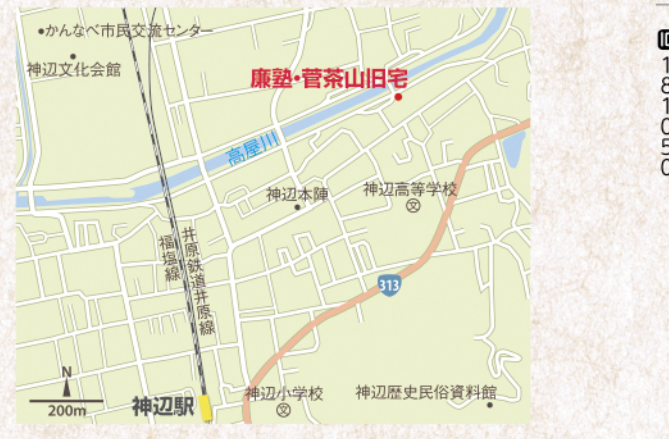 •かんなべ市民交流センター
神辺文化会館
廉塾・菅茶山旧宅
高屋川
神辺本陣
神辺高等学校
福塩線
井原鉄道井原線
313
N
200m
神辺駅
神辺小学校
神辺歴史民俗資料館
181050